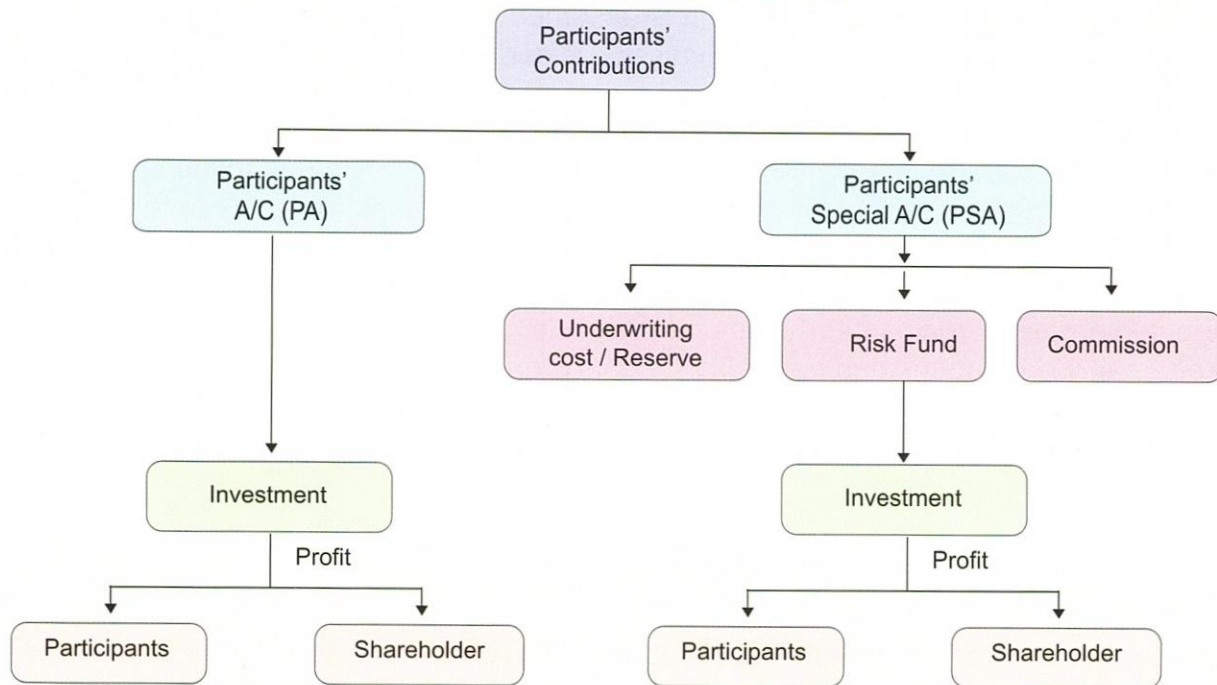 Participants’
Contributions
Participants’
A/C (PA)
Participants’
Special A/C (PSA)
Underwriting
cost / Reserve
Risk Fund
Commission
Investment
Investment
Profit
Profit
Participants
Shareholder
Participants
Shareholder